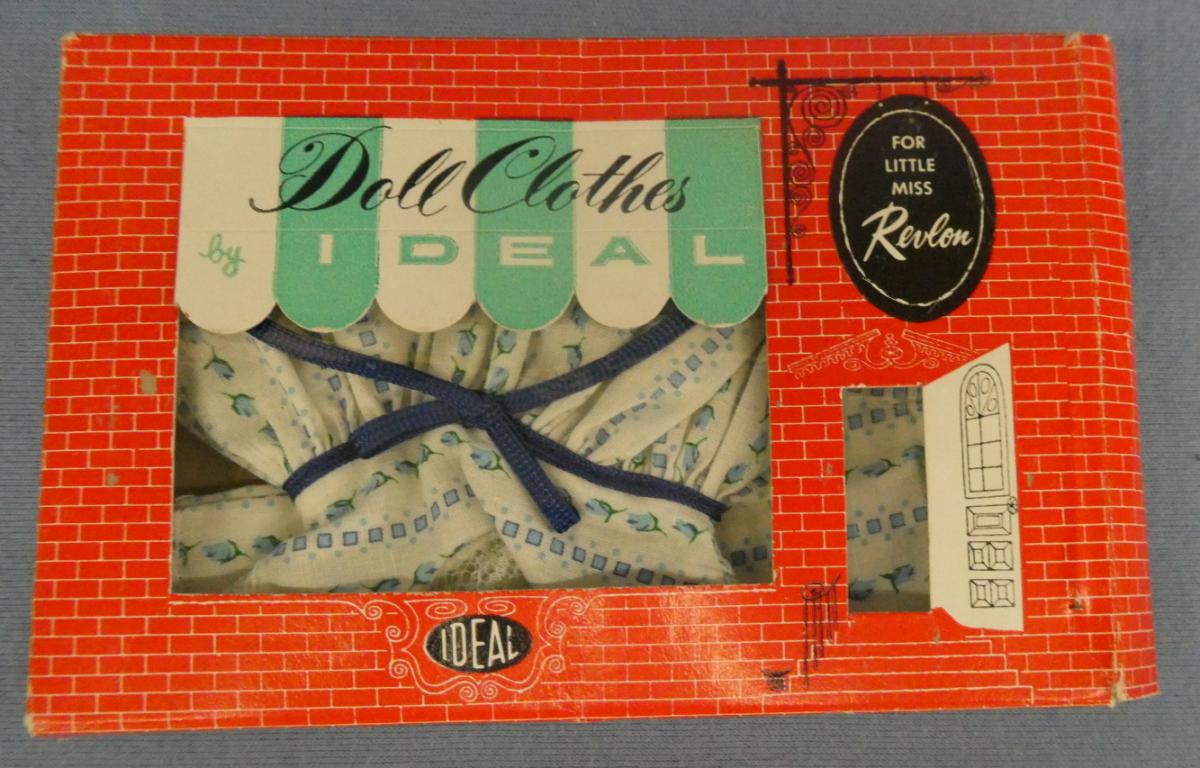 Doll Clothes
by IDEAL
FOR
LITTLE
MISS
Revlon
IDEAL